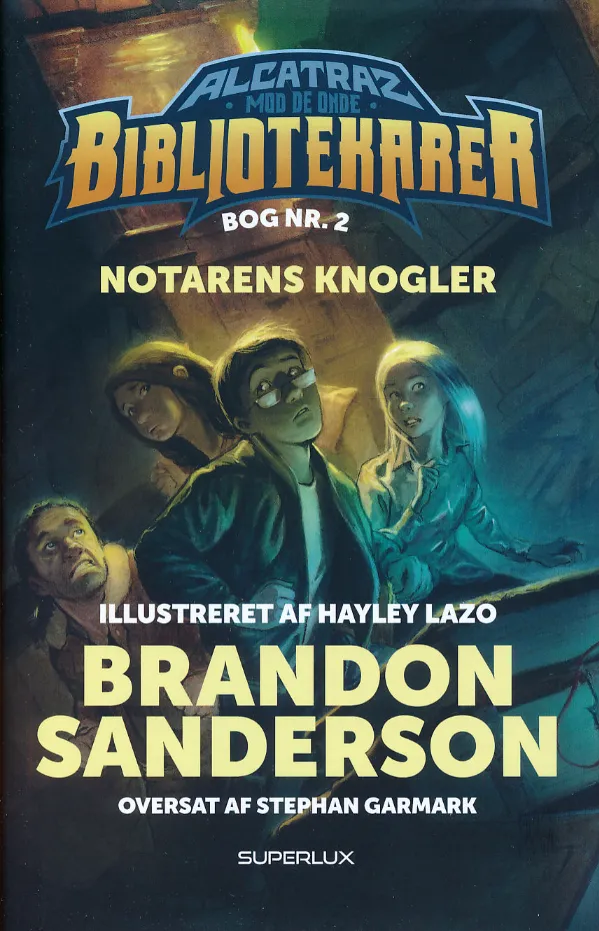 ALCATRAZ
MOD DE ONDE
BIBLIOTEKARER
BOG NR. 2
NOTARENS KNOGLER
ILLUSTRERET AF HAYLEY LAZO
BRANDON
SANDERSON
OVERSAT AF STEPHAN GARMARK
SUPERLUX